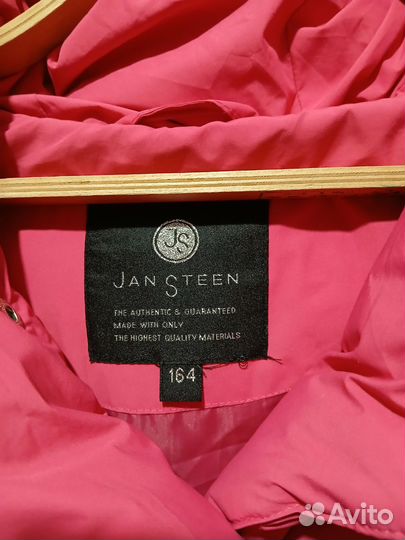 JS
JAN STEEN
THE AUTHENTIC & GUARANTEED
MADE WITH ONLY
THE HIGHEST QUALITY MATERIALS
164
Avito